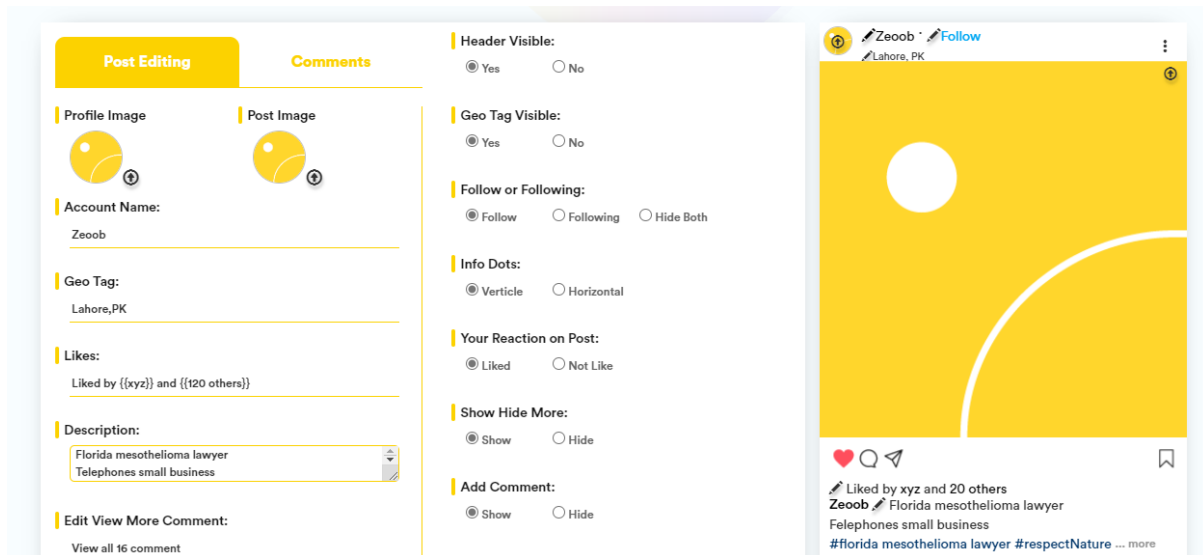 Post Editing
Comments
Profile Image
Post Image
Account Name:
Zeoob
Geo Tag:
Lahore,PK
Likes:
Liked by {{xyz}} and {{120 others}}
Description:
Florida mesothelioma lawyer
Telephones small business
Edit View More Comment:
View all 16 comment
Header Visible:
Yes No
Geo Tag Visible:
Yes No
Follow or Following:
Follow Following Hide Both
Info Dots:
Verticle Horizontal
Your Reaction on Post:
Liked Not Like
Show Hide More:
Show Hide
Add Comment:
Show Hide
Zeoob · Follow
Lahore, PK
Liked by xyz and 20 others
Zeoob Florida mesothelioma lawyer
Felephones small business
#florida mesothelioma lawyer #respectNature ... more